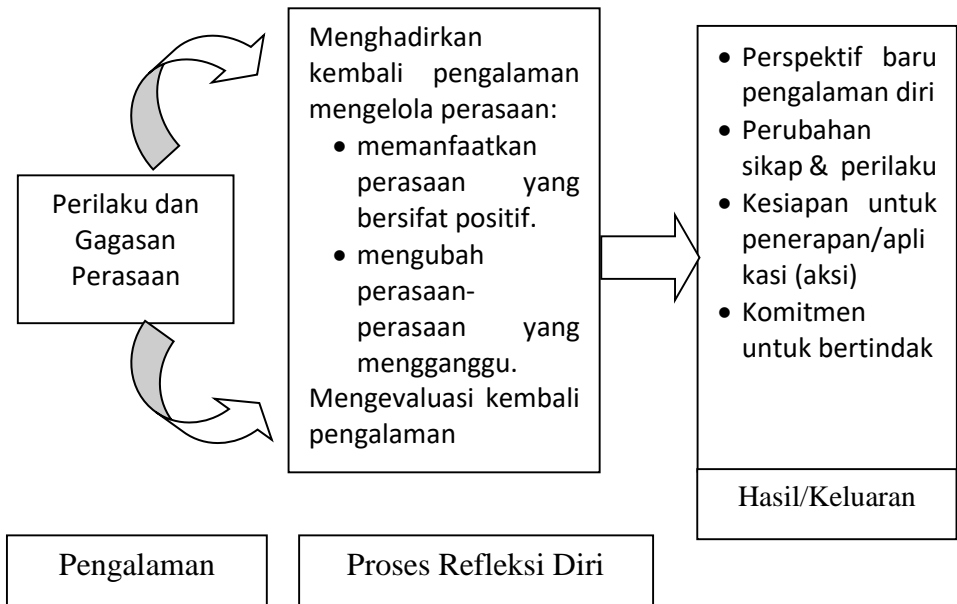 Perilaku dan
Gagasan
Perasaan
Menghadirkan
kembali pengalaman
mengelola perasaan:
• memanfaatkan
perasaan yang
bersifat positif.
• mengubah
perasaan-
perasaan yang
mengganggu.
Mengevaluasi kembali
pengalaman
• Perspektif baru
pengalaman diri
• Perubahan
sikap & perilaku
• Kesiapan untuk
penerapan/apli
kasi (aksi)
• Komitmen
untuk bertindak
Hasil/Keluaran
Pengalaman
Proses Refleksi Diri